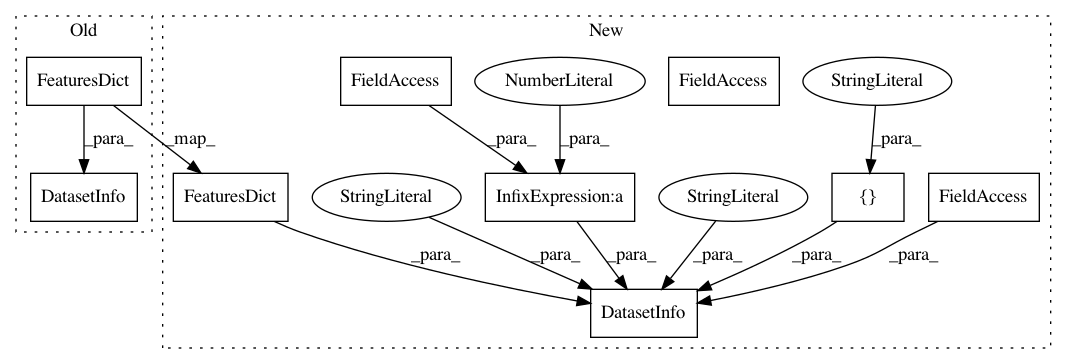 Old
New
FeaturesDict
FieldAccess
NumberLiteral
FieldAccess
StringLiteral
_para_
_map_
_para_
_para_
_para_
DatasetInfo
FeaturesDict
StringLiteral
InfixExpression:a
StringLiteral
{}
FieldAccess
_para_
_para_
_para_
_para_
_para_
_para_
DatasetInfo